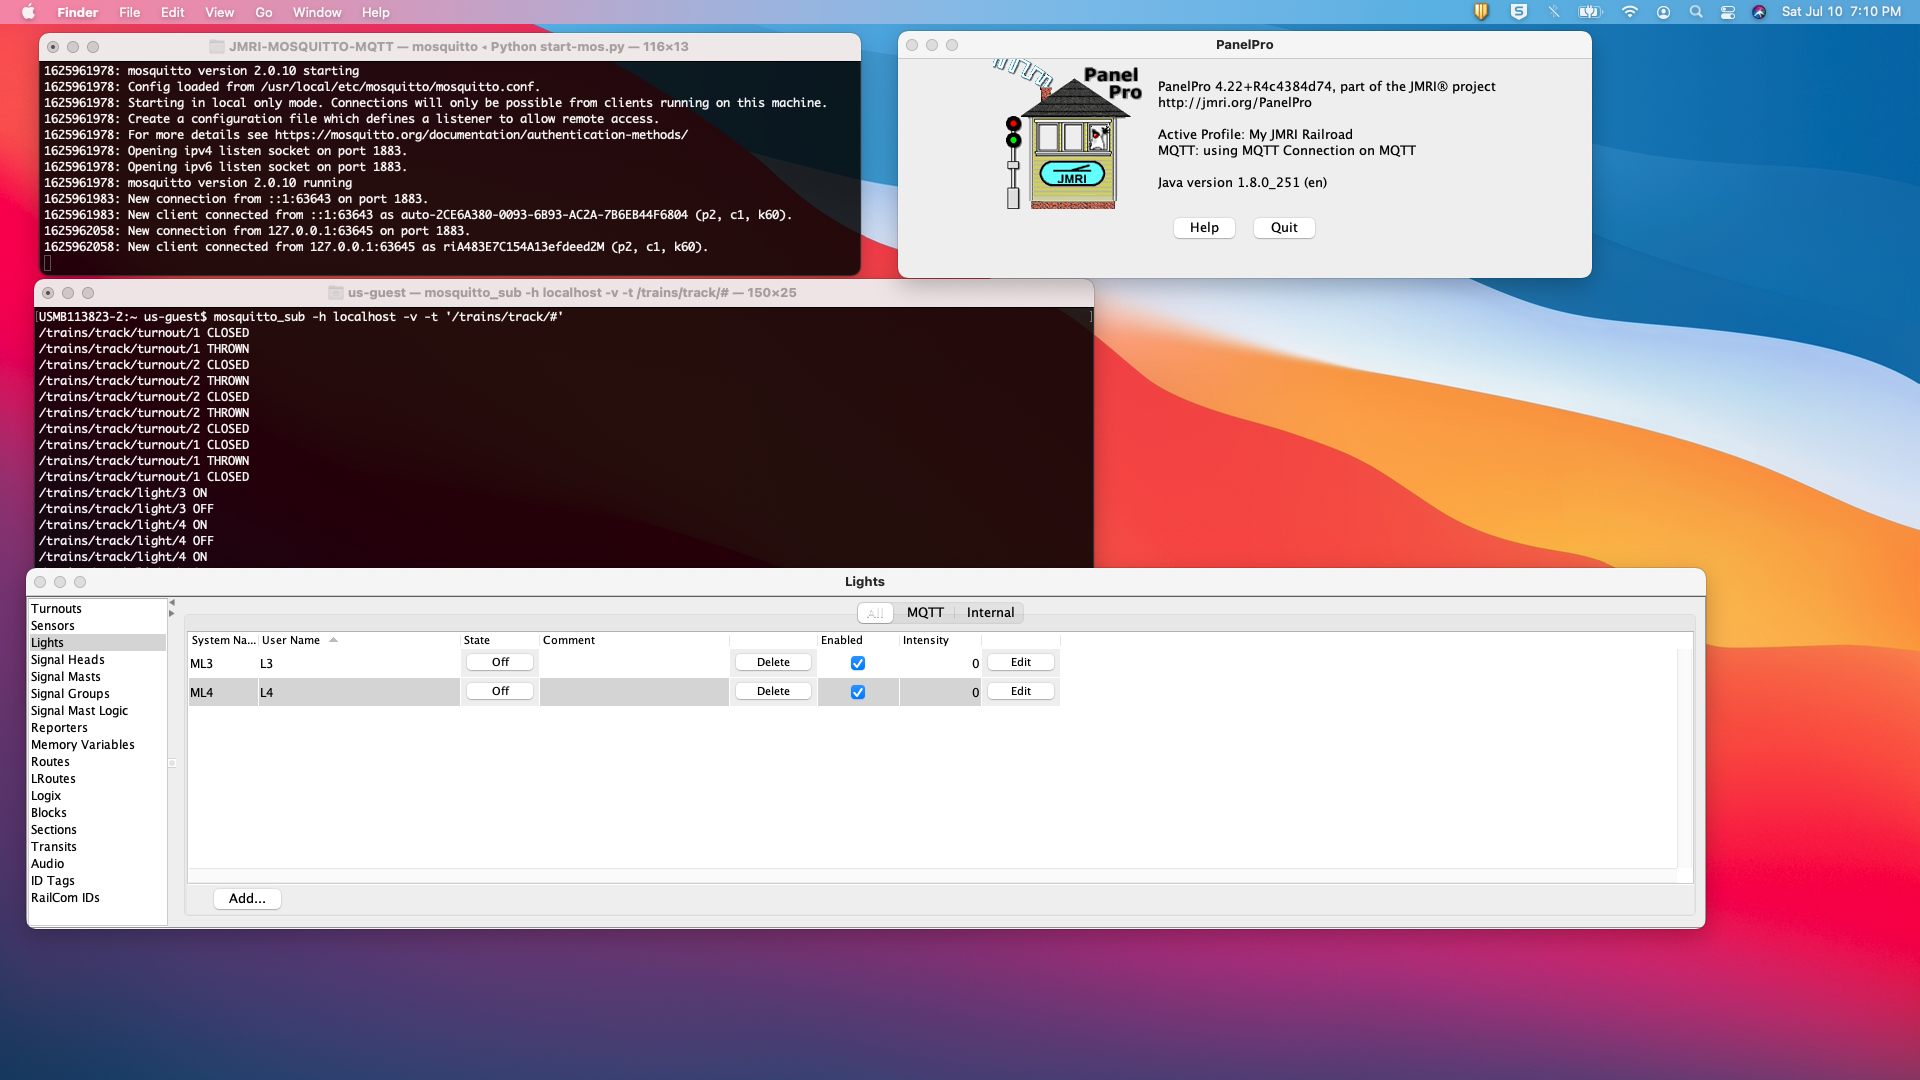 Finder File Edit View Go Window Help
Sat Jul 10 7:10 PM
JMRI-MOSQUITTO-MQTT — mosquitto ◂ Python start-mos.py — 116×13
1625961978: mosquitto version 2.0.10 starting
1625961978: Config loaded from /usr/local/etc/mosquitto/mosquitto.conf.
1625961978: Starting in local only mode. Connections will only be possible from clients running on this machine.
1625961978: Create a configuration file which defines a listener to allow remote access.
1625961978: For more details see https://mosquitto.org/documentation/authentication-methods/
1625961978: Opening ipv4 listen socket on port 1883.
1625961978: Opening ipv6 listen socket on port 1883.
1625961978: mosquitto version 2.0.10 running
1625961983: New connection from ::1:63643 on port 1883.
1625961983: New client connected from ::1:63643 as auto-2CE6A380-0093-6B93-AC2A-7B6EB44F6804 (p2, c1, k60).
1625962058: New connection from 127.0.0.1:63645 on port 1883.
1625962058: New client connected from 127.0.0.1:63645 as riA483E7C154A13efdeed2M (p2, c1, k60).
PanelPro
Panel
Pro
JMRI
PanelPro 4.22+R4c4384d74, part of the JMRI® project
http://jmri.org/PanelPro
Active Profile: My JMRI Railroad
MQTT: using MQTT Connection on MQTT
Java version 1.8.0_251 (en)
Help Quit
us-guest — mosquitto_sub -h localhost -v -t /trains/track/# — 150×25
[USMB113823-2:~ us-guest$ mosquitto_sub -h localhost -v -t '/trains/track/#' ]
/trains/track/turnout/1 CLOSED
/trains/track/turnout/1 THROWN
/trains/track/turnout/2 CLOSED
/trains/track/turnout/2 THROWN
/trains/track/turnout/2 CLOSED
/trains/track/turnout/2 THROWN
/trains/track/turnout/2 CLOSED
/trains/track/turnout/1 CLOSED
/trains/track/turnout/1 THROWN
/trains/track/turnout/1 CLOSED
/trains/track/light/3 ON
/trains/track/light/3 OFF
/trains/track/light/4 ON
/trains/track/light/4 OFF
/trains/track/light/4 ON
Lights
Turnouts
Sensors
Lights
Signal Heads
Signal Masts
Signal Groups
Signal Mast Logic
Reporters
Memory Variables
Routes
LRoutes
Logix
Blocks
Sections
Transits
Audio
ID Tags
RailCom IDs
All MQTT Internal
System Na... User Name State Comment Enabled Intensity
ML3 L3 Off Delete 0 Edit
ML4 L4 Off Delete 0 Edit
Add...